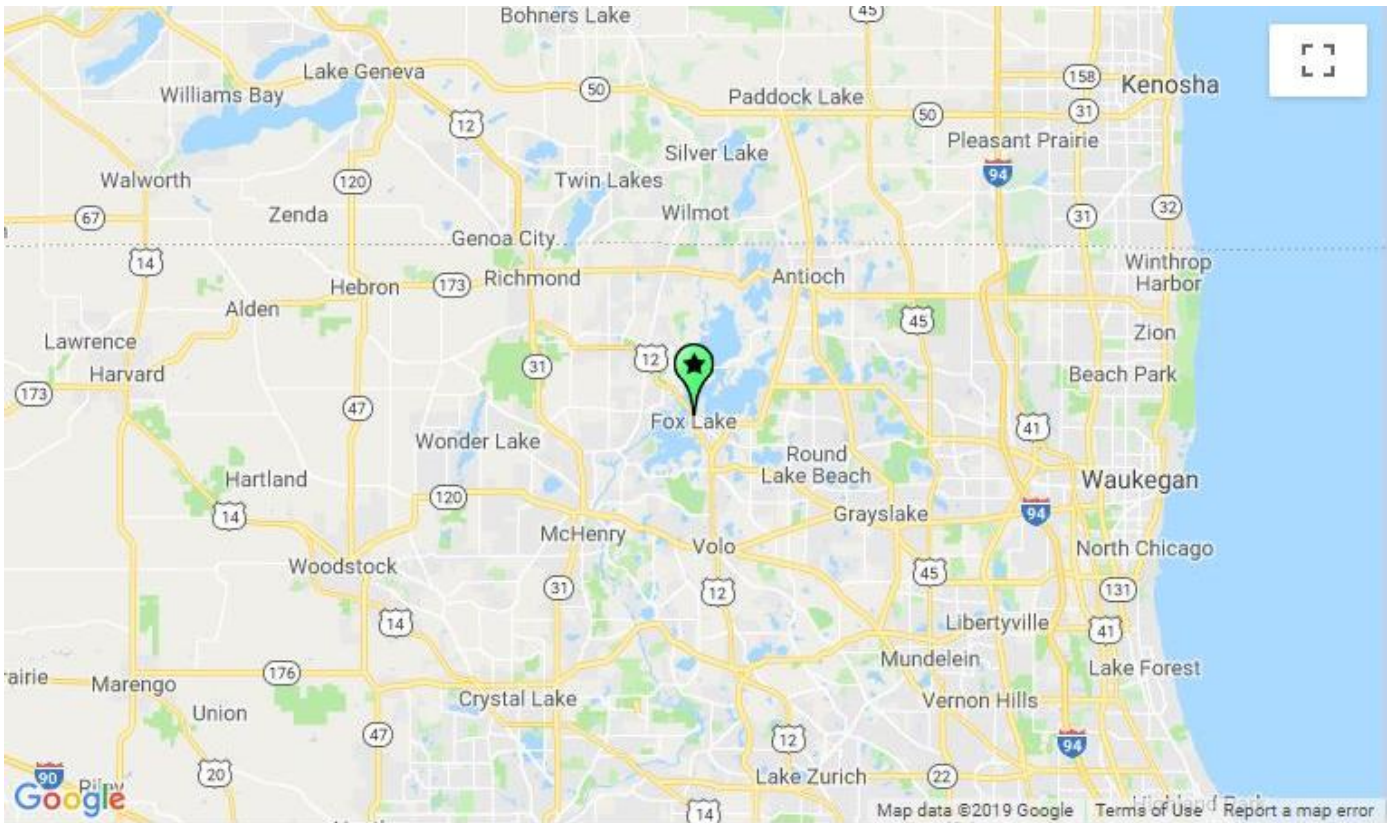 Bohners Lake
45
Lake Geneva
Williams Bay
50
158
Kenosha
Paddock Lake
31
50
12
Pleasant Prairie
Silver Lake
94
Walworth
120
Twin Lakes
67
Zenda
Wilmot
31
32
Genoa City
14
Winthrop
Harbor
Hebron
173
Richmond
Antioch
Alden
45
Lawrence
Zion
Harvard
12
31
Beach Park
173
47
Fox Lake
41
Wonder Lake
Round
Lake Beach
Hartland
Waukegan
120
14
Grayslake
94
McHenry
Volo
North Chicago
Woodstock
31
12
45
131
14
Libertyville
41
Mundelein
Lake Forest
176
Marengo
Crystal Lake
Vernon Hills
Union
47
12
94
90
20
Lake Zurich
22
Google
14
Map data ©2019 Google
Terms of Use
Report a map error